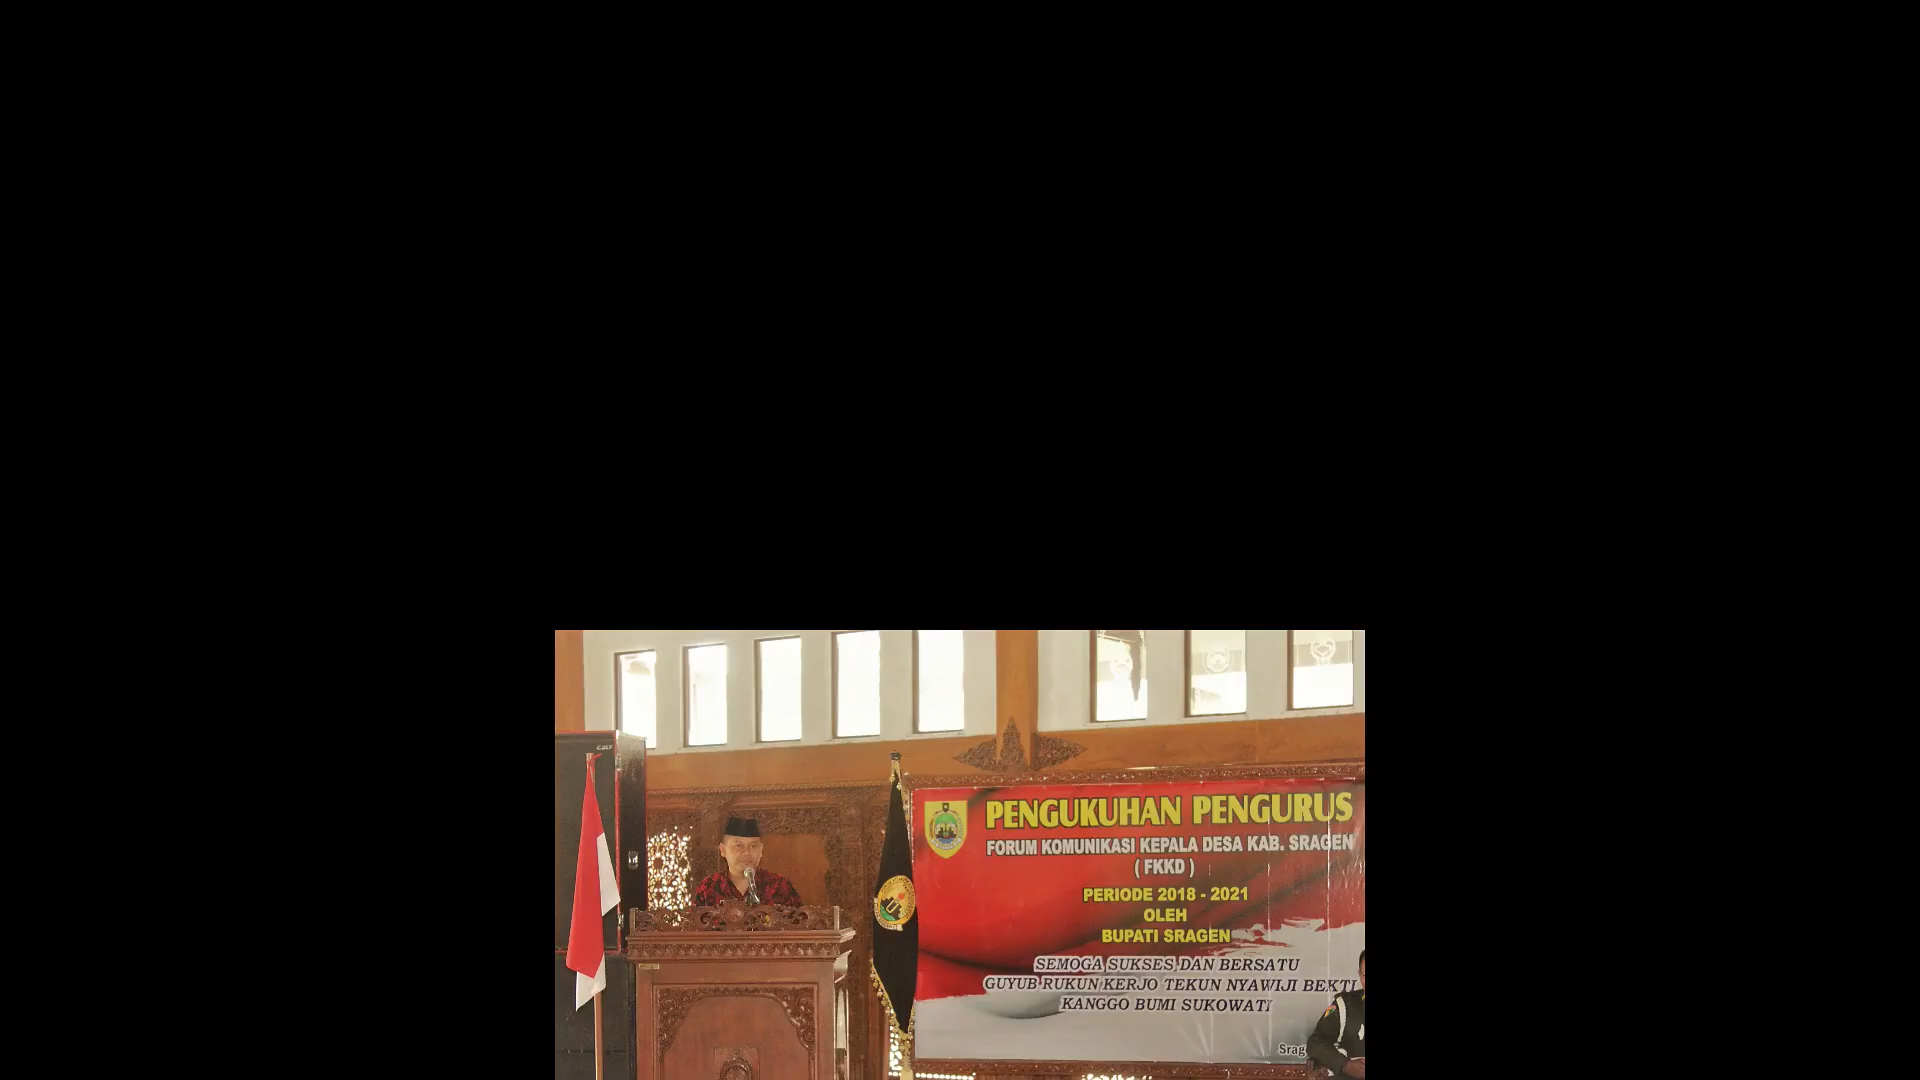 PENGUKUHAN PENGURUS
FORUM KOMUNIKASI KEPALA DESA KAB. SRAGEN
( FKKD )
PERIODE 2018 - 2021
OLEH
BUPATI SRAGEN
SEMOGA SUKSES DAN BERSATU
GUYUB RUKUN KERJO TEKUN NYAWIJI BEKTI
KANGGO BUMI SUKOWATI
Srag